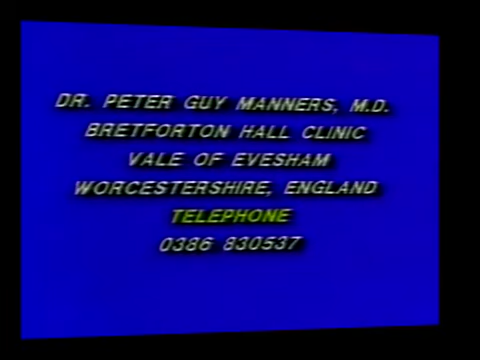 DR. PETER GUY MANNERS, M.D.
BRETFORTON HALL CLINIC
VALE OF EVESHAM
WORCESTERSHIRE, ENGLAND
TELEPHONE
0386 830537